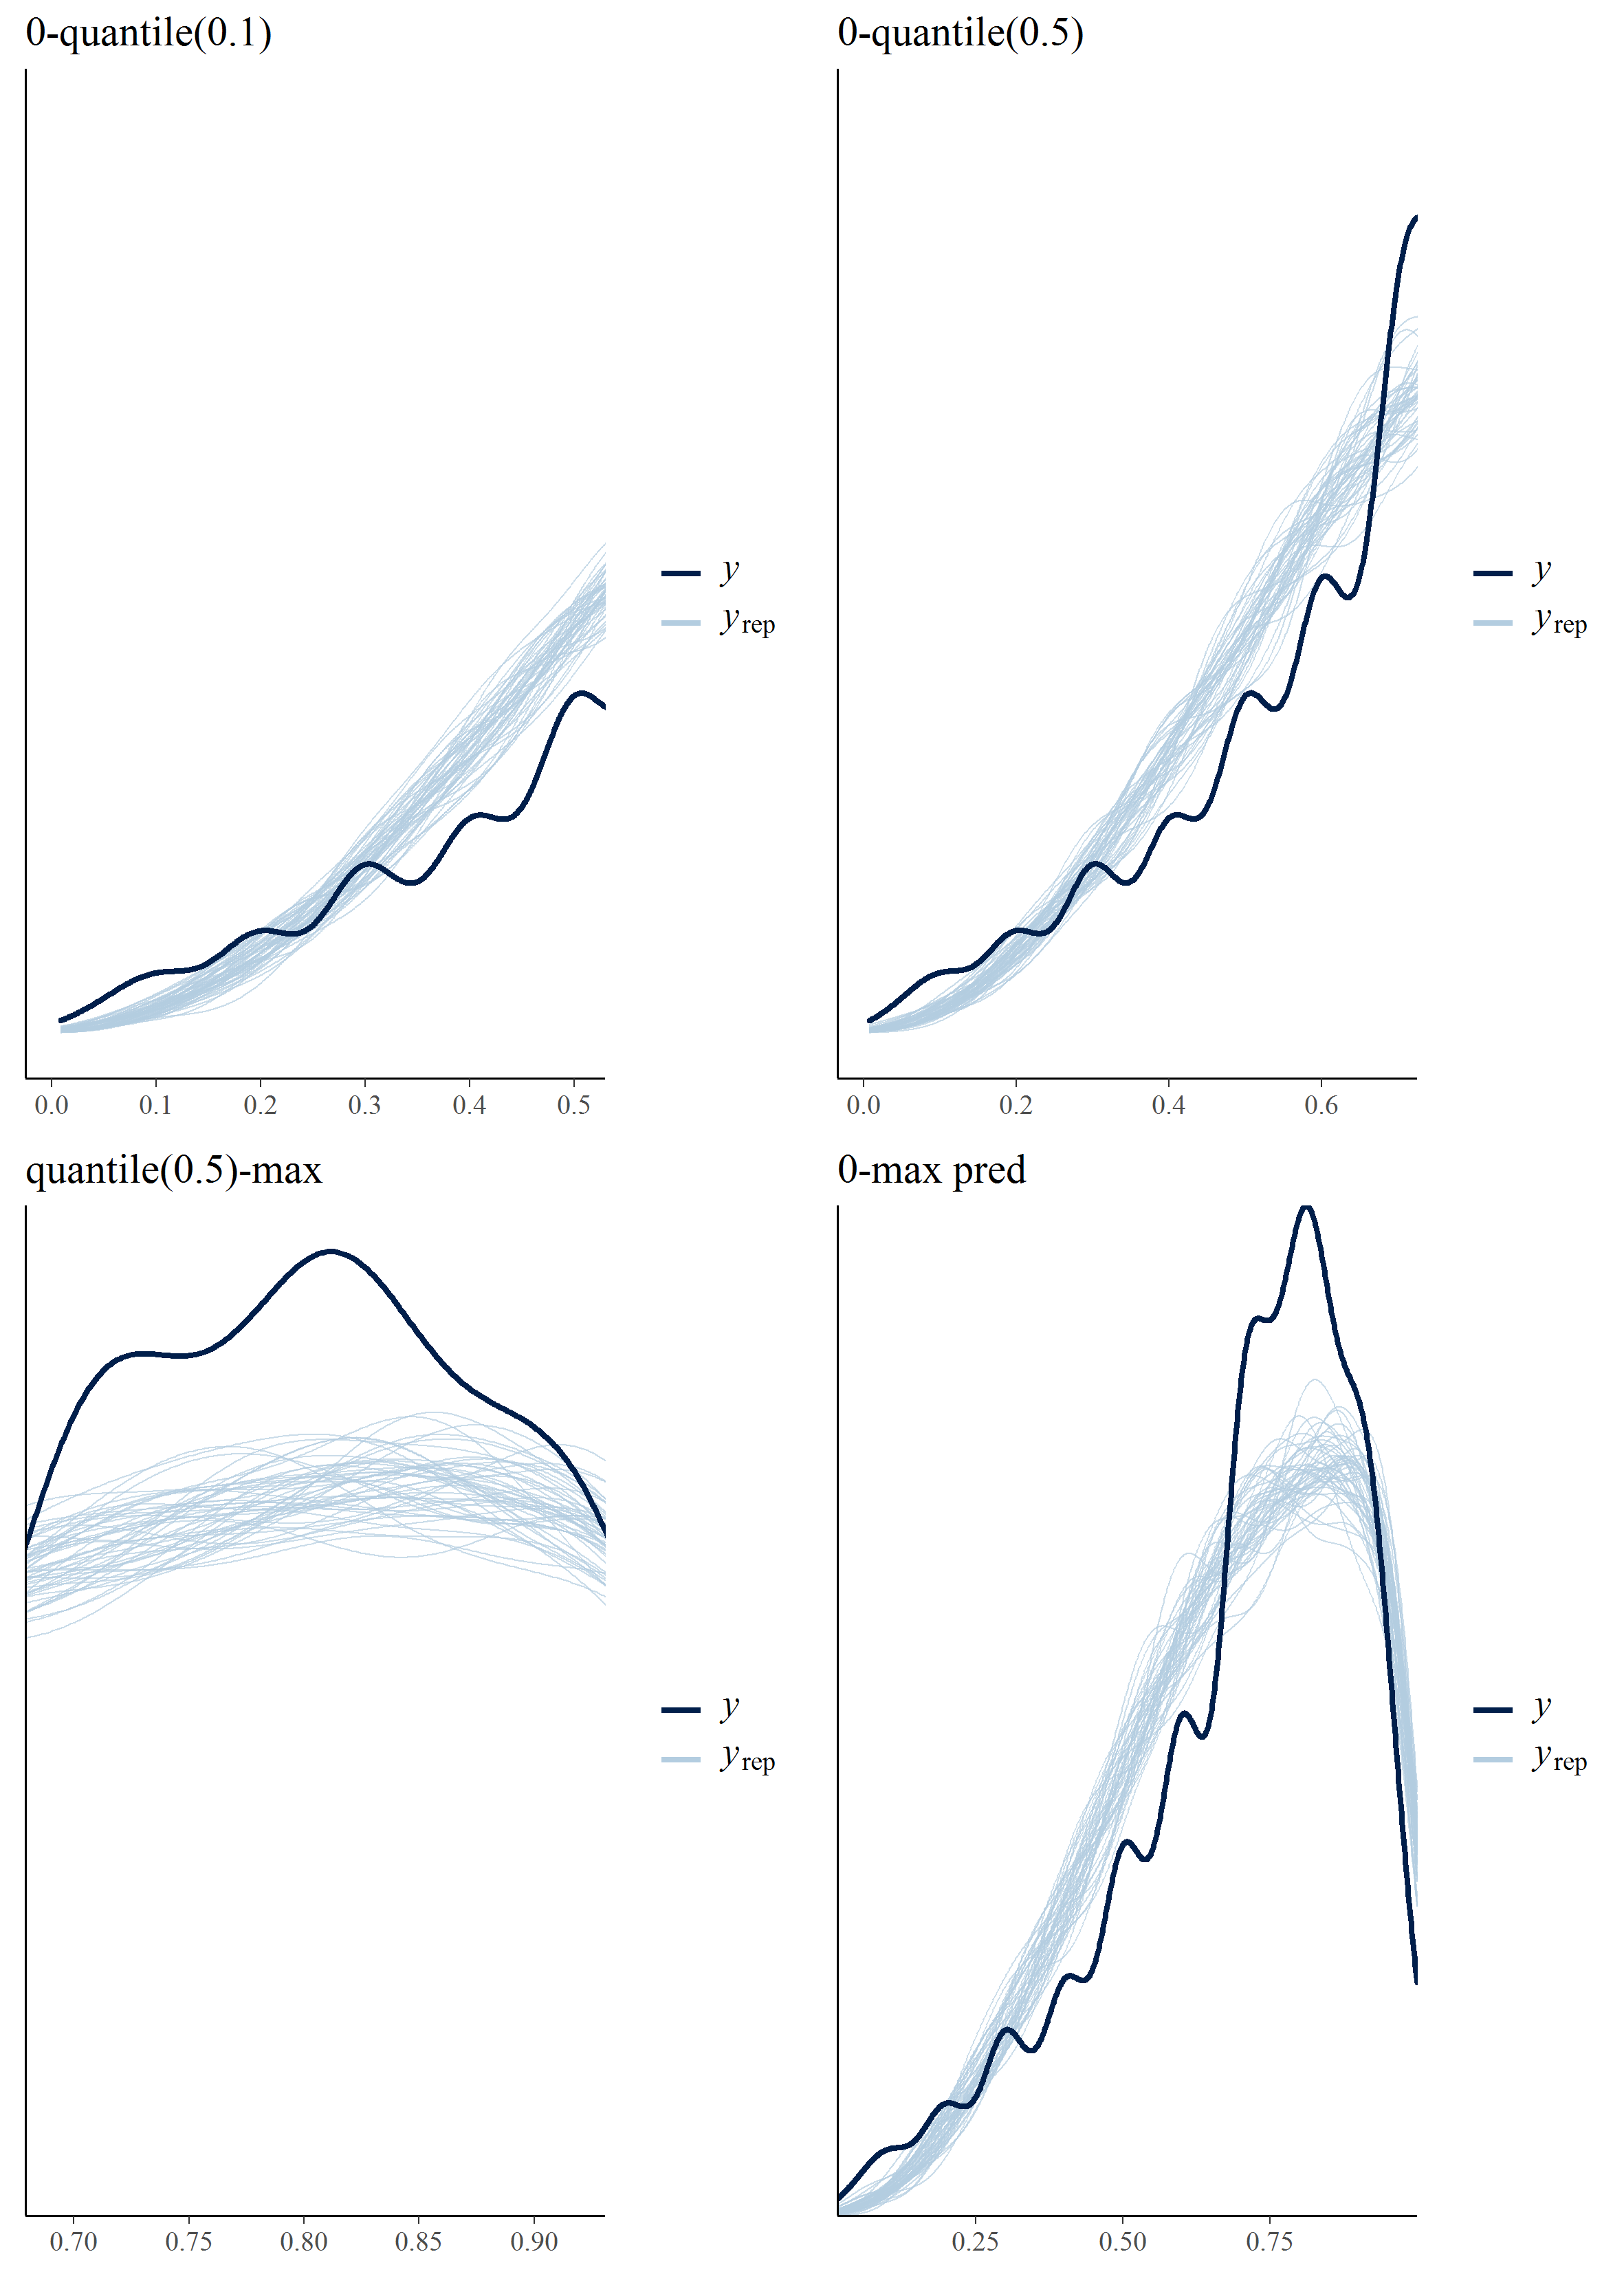 0-quantile(0.1)
y
yrep
0.0 0.1 0.2 0.3 0.4 0.5
0-quantile(0.5)
y
yrep
0.0 0.2 0.4 0.6
quantile(0.5)-max
y
yrep
0.70 0.75 0.80 0.85 0.90
0-max pred
y
yrep
0.25 0.50 0.75